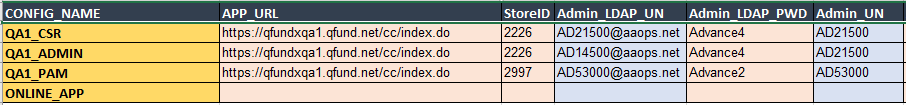 CONFIG_NAME APP_URL StoreID Admin_LDAP_UN Admin_LDAP_PWD Admin_UN
QA1_CSR https://qfundxqa1.qfund.net/cc/index.do 2226 AD21500@aaops.net Advance4 AD21500
QA1_ADMIN https://qfundxqa1.qfund.net/cc/index.do 2226 AD14500@aaops.net Advance4 AD21500
QA1_PAM https://qfundxqa1.qfund.net/cc/index.do 2997 AD53000@aaops.net Advance2 AD53000
ONLINE_APP